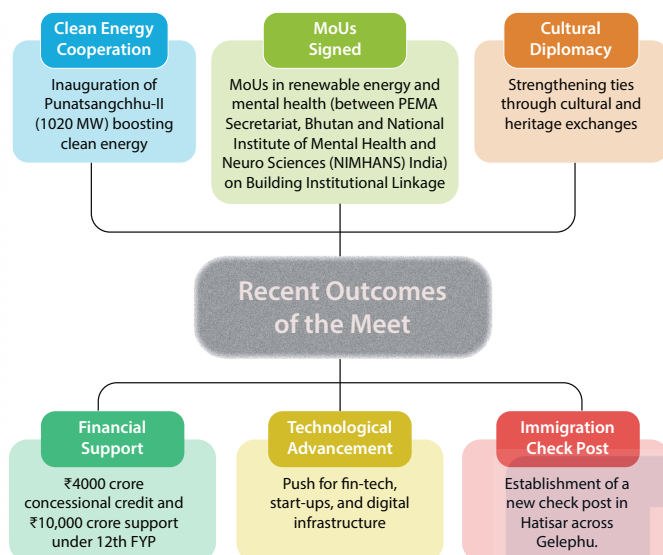 Clean Energy
Cooperation
Inauguration of
Punatsangchhu-II
(1020 MW) boosting
clean energy
MoUs
Signed
MoUs in renewable energy and
mental health (between PEMA
Secretariat, Bhutan and National
Institute of Mental Health and
Neuro Sciences (NIMHANS) India)
on Building Institutional Linkage
Cultural
Diplomacy
Strengthening ties
through cultural and
heritage exchanges
Recent Outcomes
of the Meet
Financial
Support
₹4000 crore
concessional credit and
₹10,000 crore support
under 12th FYP
Technological
Advancement
Push for fin-tech,
start-ups, and digital
infrastructure
Immigration
Check Post
Establishment of a
new check post in
Hatisar across
Gelephu.